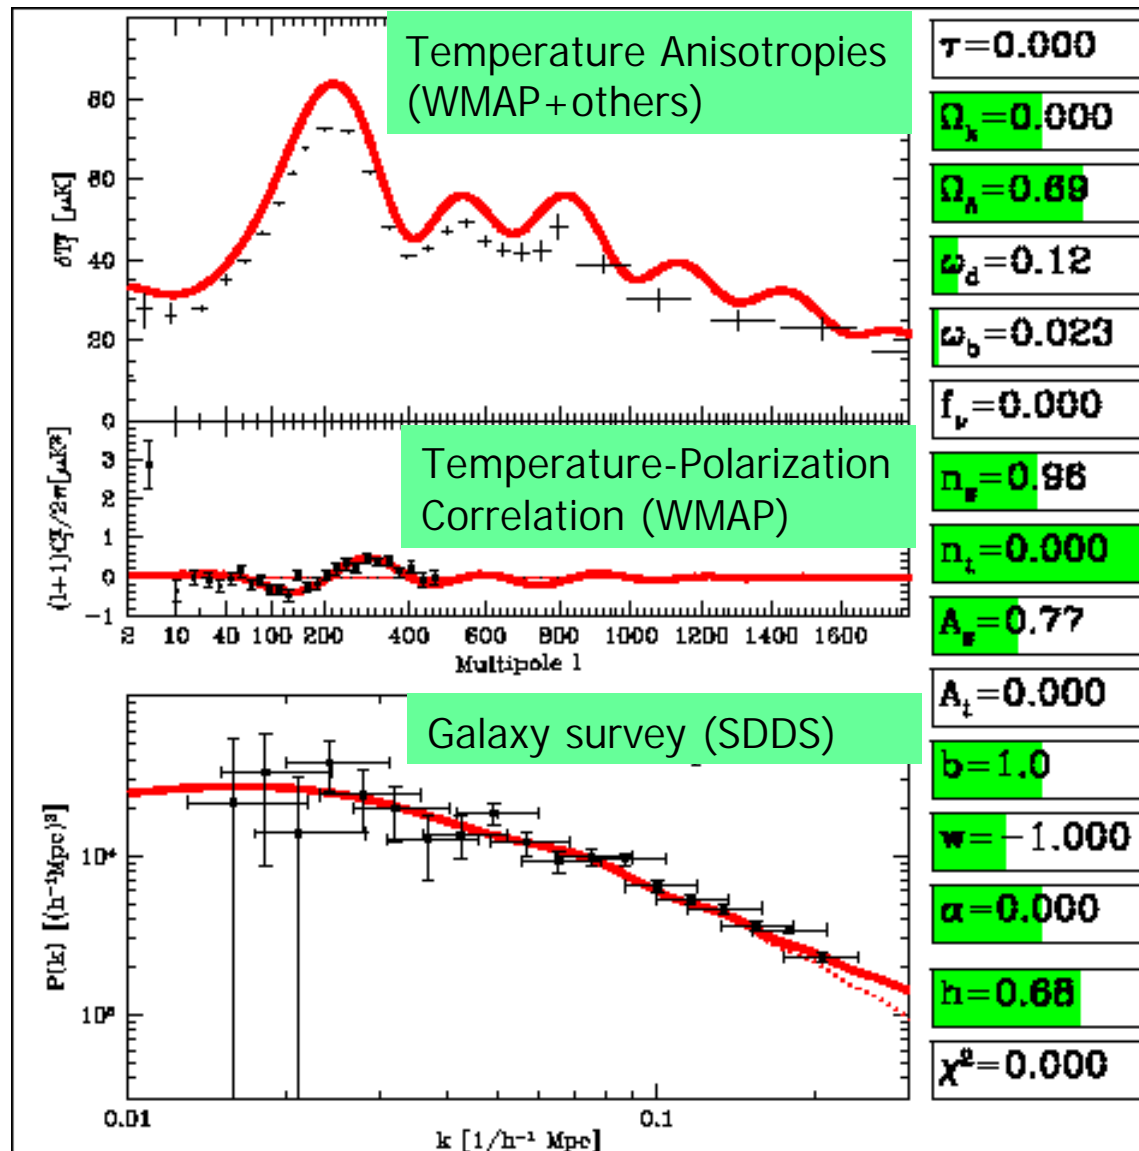 Temperature Anisotropies
(WMAP+others)
80
60
40
20
0
δT [μK]
Temperature-Polarization
Correlation (WMAP)
3
2
1
0
-1
(l+1)C/2π[μK²]
2 10 40 100 200 400 600 800 1000 1200 1400 1600
Multipole l
Galaxy survey (SDDS)
10⁴
10³
P(k) [(h⁻¹Mpc)³]
0.01 0.1
k [1/h⁻¹ Mpc]
τ=0.000
Ωₖ=0.000
Ω_Λ=0.69
ω_d=0.12
ω_b=0.023
f_ν=0.000
n_s=0.96
n_t=0.000
A_s=0.77
A_t=0.000
b=1.0
w=-1.000
α=0.000
h=0.68
χ²=0.000